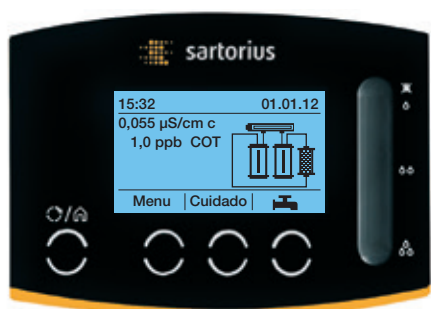 sartorius
15:32 01.01.12
0,055 µS/cm c
1,0 ppb COT
Menu | Cuidado |